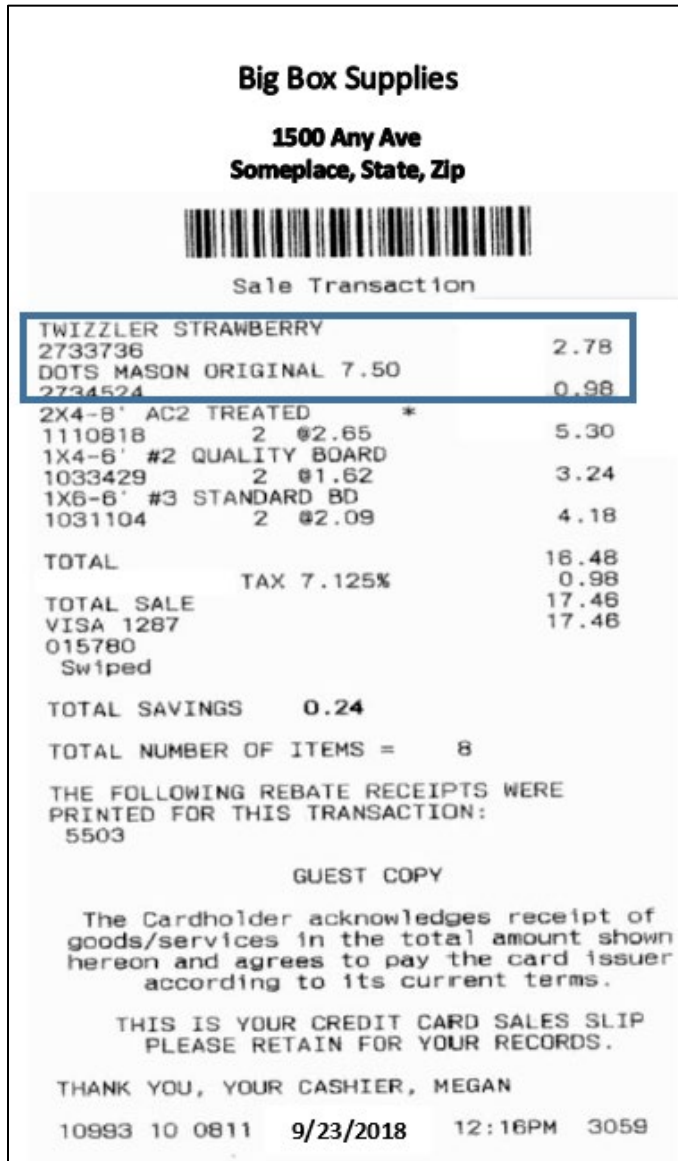 Big Box Supplies
1500 Any Ave
Someplace, State, Zip
Sale Transaction
TWIZZLER STRAWBERRY
2733736 2.78
DOTS MASON ORIGINAL 7.50
2734524 0.98
2X4-8' AC2 TREATED *
1110818 2 @2.65 5.30
1X4-6' #2 QUALITY BOARD
1033429 2 @1.62 3.24
1X6-6' #3 STANDARD BD
1031104 2 @2.09 4.18
TOTAL 16.48
TAX 7.125% 0.98
TOTAL SALE 17.46
VISA 1287 17.46
015780
Swiped
TOTAL SAVINGS 0.24
TOTAL NUMBER OF ITEMS = 8
THE FOLLOWING REBATE RECEIPTS WERE
PRINTED FOR THIS TRANSACTION:
5503
GUEST COPY
The Cardholder acknowledges receipt of
goods/services in the total amount shown
hereon and agrees to pay the card issuer
according to its current terms.
THIS IS YOUR CREDIT CARD SALES SLIP
PLEASE RETAIN FOR YOUR RECORDS.
THANK YOU, YOUR CASHIER, MEGAN
10993 10 0811 9/23/2018 12:16PM 3059